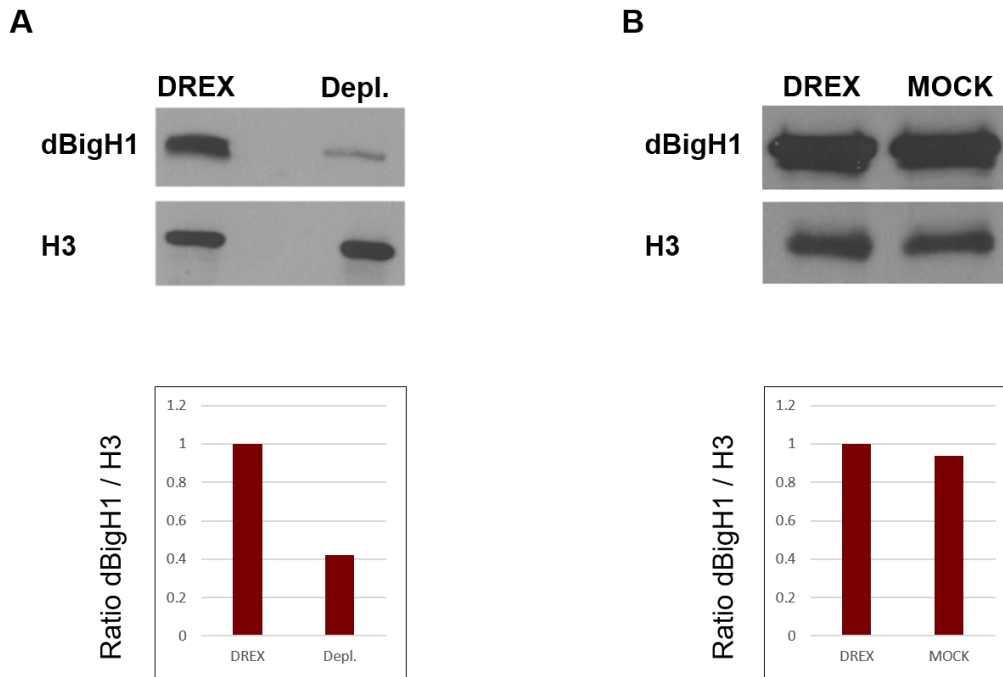 A
DREX Depl.
dBigH1
H3
Ratio dBigH1 / H3
1.2
1
0.8
0.6
0.4
0.2
0
DREX Depl.
B
DREX MOCK
dBigH1
H3
Ratio dBigH1 / H3
1.2
1
0.8
0.6
0.4
0.2
0
DREX MOCK